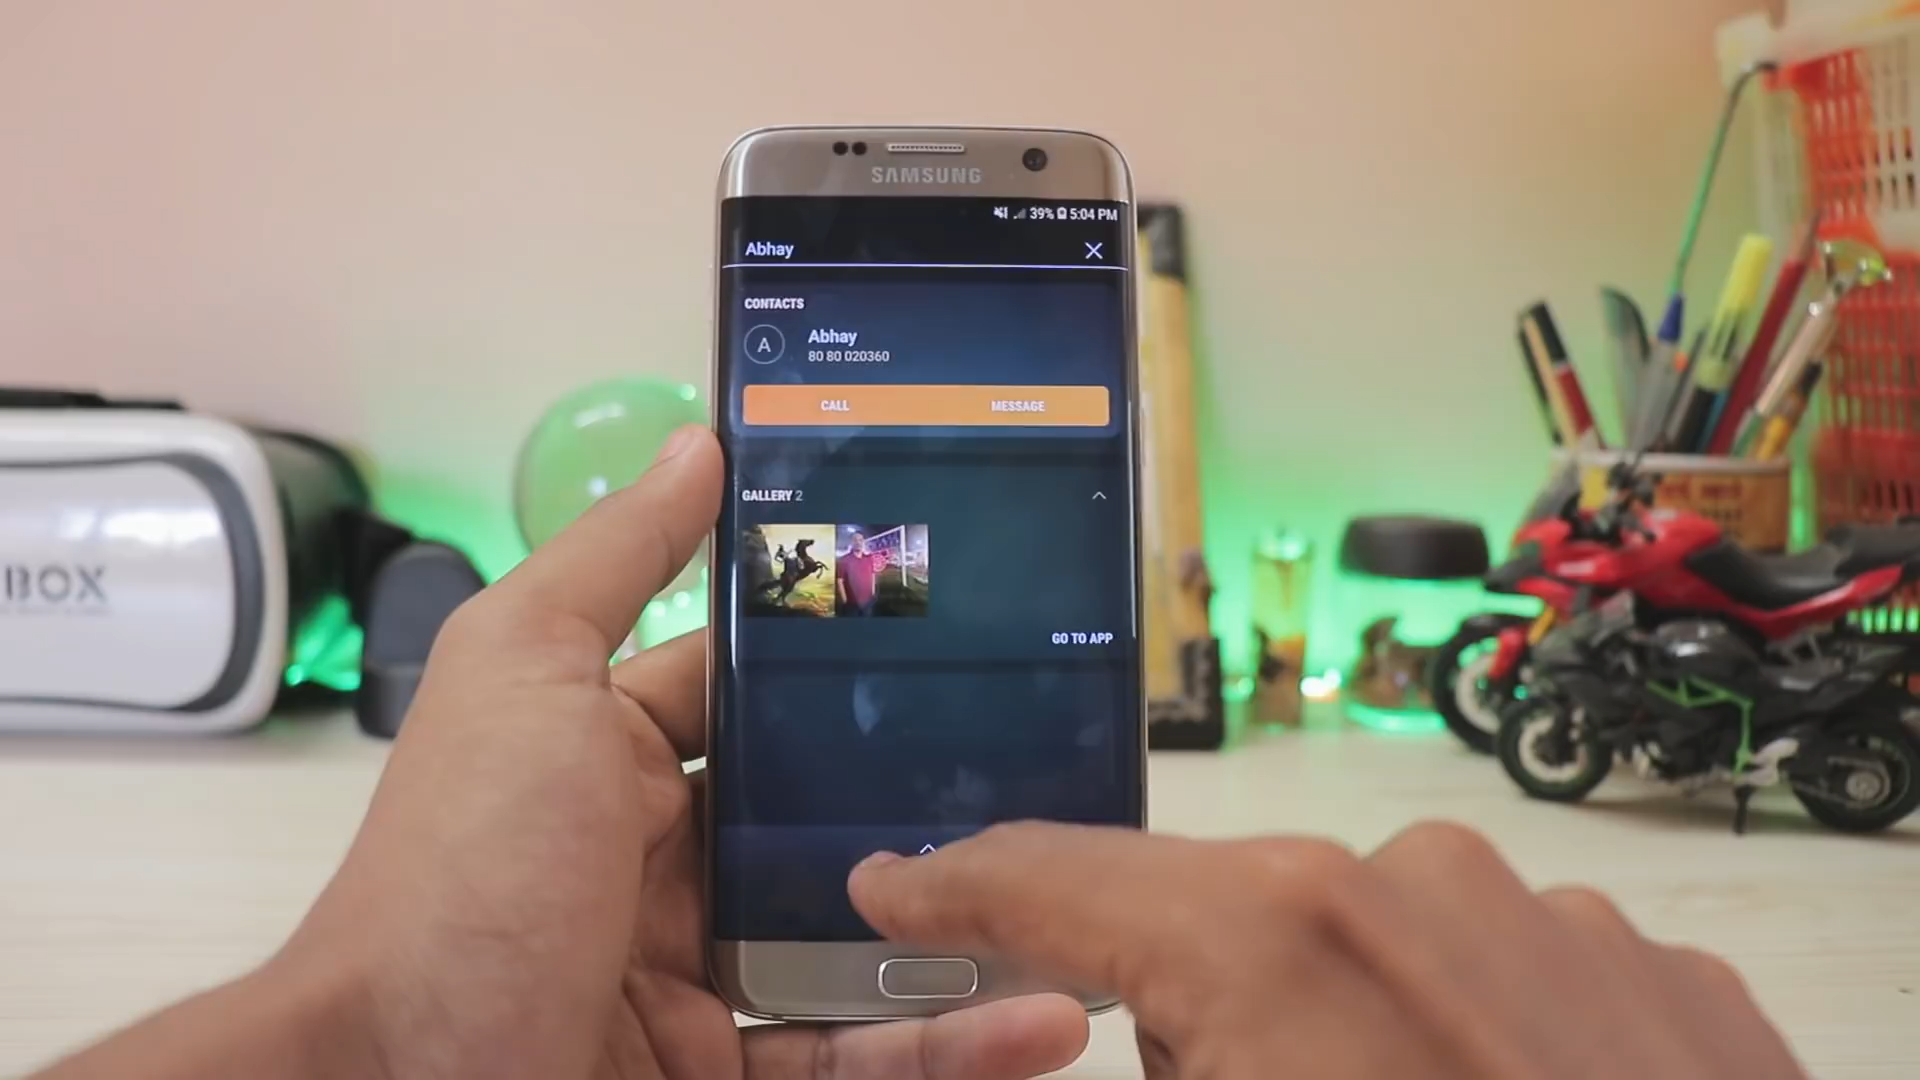 SAMSUNG
39% 5:04 PM
Abhay
CONTACTS
A
Abhay
80 80 020360
CALL MESSAGE
GALLERY 2
GO TO APP
BOX